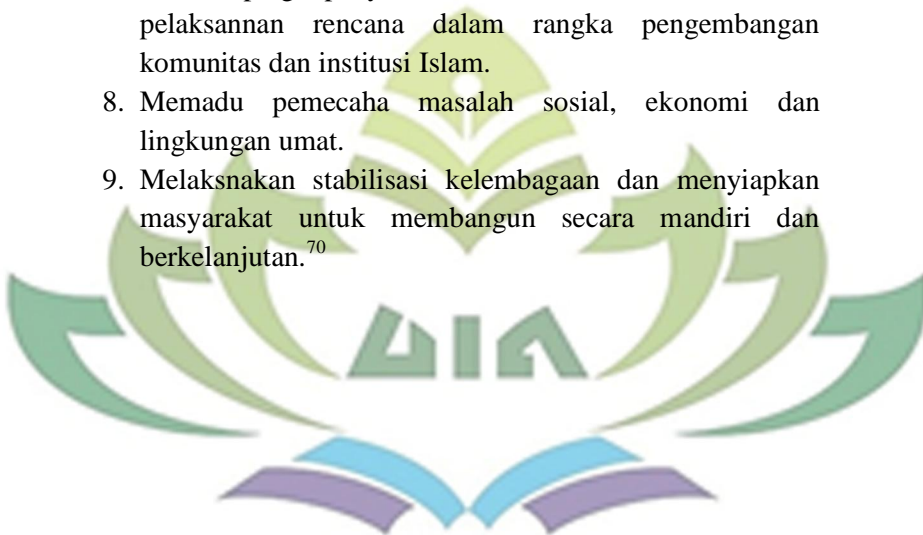 pelaksannan rencana dalam rangka pengembangan
komunitas dan institusi Islam.
8. Memadu pemecaha masalah sosial, ekonomi dan
lingkungan umat.
9. Melaksnakan stabilisasi kelembagaan dan menyiapkan
masyarakat untuk membangun secara mandiri dan
berkelanjutan.70
UIN